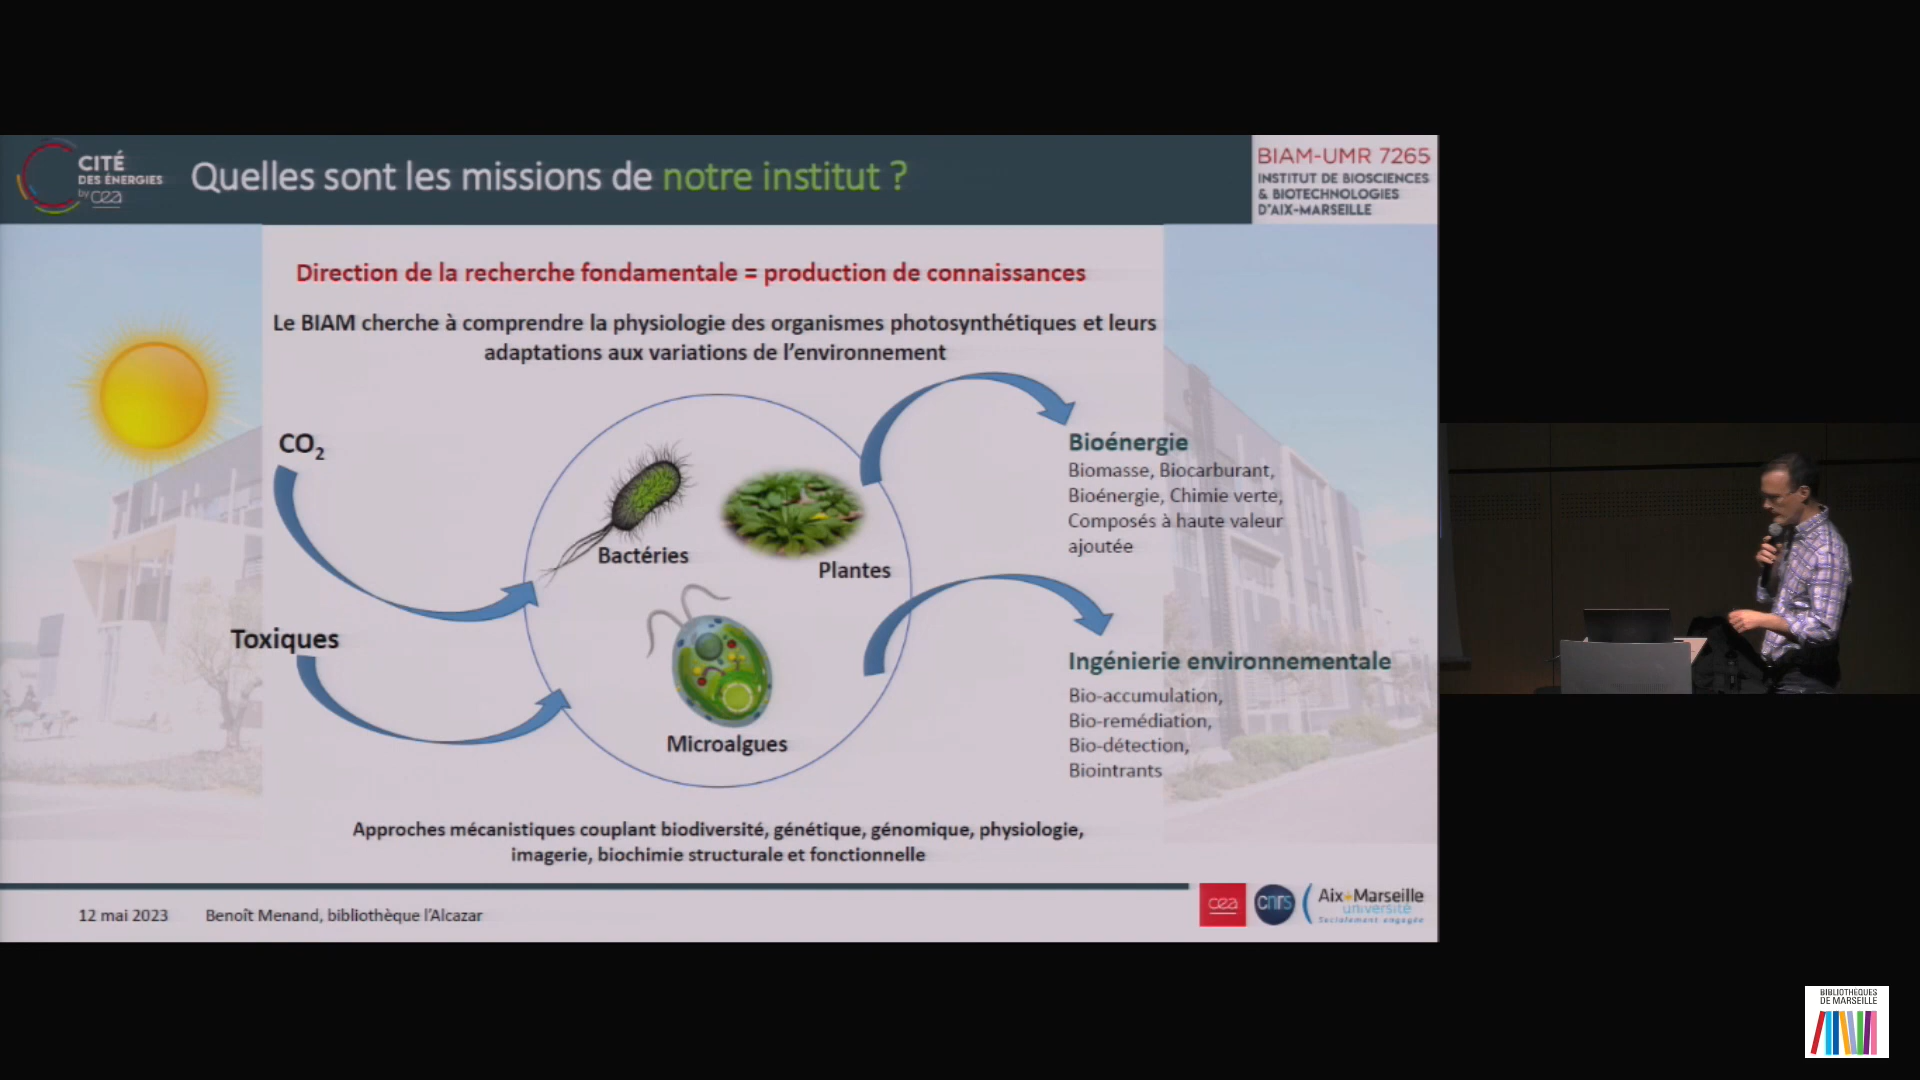 CITÉ
DES ÉNERGIES
by cea
Quelles sont les missions de notre institut ?
BIAM-UMR 7265
INSTITUT DE BIOSCIENCES
& BIOTECHNOLOGIES
D'AIX-MARSEILLE
Direction de la recherche fondamentale = production de connaissances
Le BIAM cherche à comprendre la physiologie des organismes photosynthétiques et leurs
adaptations aux variations de l'environnement
CO2
Toxiques
Bactéries
Plantes
Microalgues
Bioénergie
Biomasse, Biocarburant,
Bioénergie, Chimie verte,
Composés à haute valeur
ajoutée
Ingénierie environnementale
Bio-accumulation,
Bio-remédiation,
Bio-détection,
Biointrants
Approches mécanistiques couplant biodiversité, génétique, génomique, physiologie,
imagerie, biochimie structurale et fonctionnelle
12 mai 2023
Benoît Menand, bibliothèque l'Alcazar
cea
cnrs
Aix+Marseille
université
Socialement engagée
BIBLIOTHEQUES
DE MARSEILLE